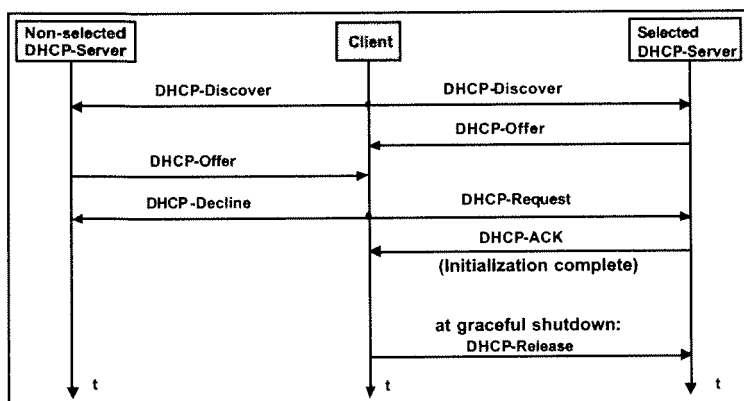 Non-selected
DHCP-Server
Client
Selected
DHCP-Server
DHCP-Discover
DHCP-Discover
DHCP-Offer
DHCP-Offer
DHCP-Decline
DHCP-Request
DHCP-ACK
(Initialization complete)
at graceful shutdown:
DHCP-Release
t
t
t